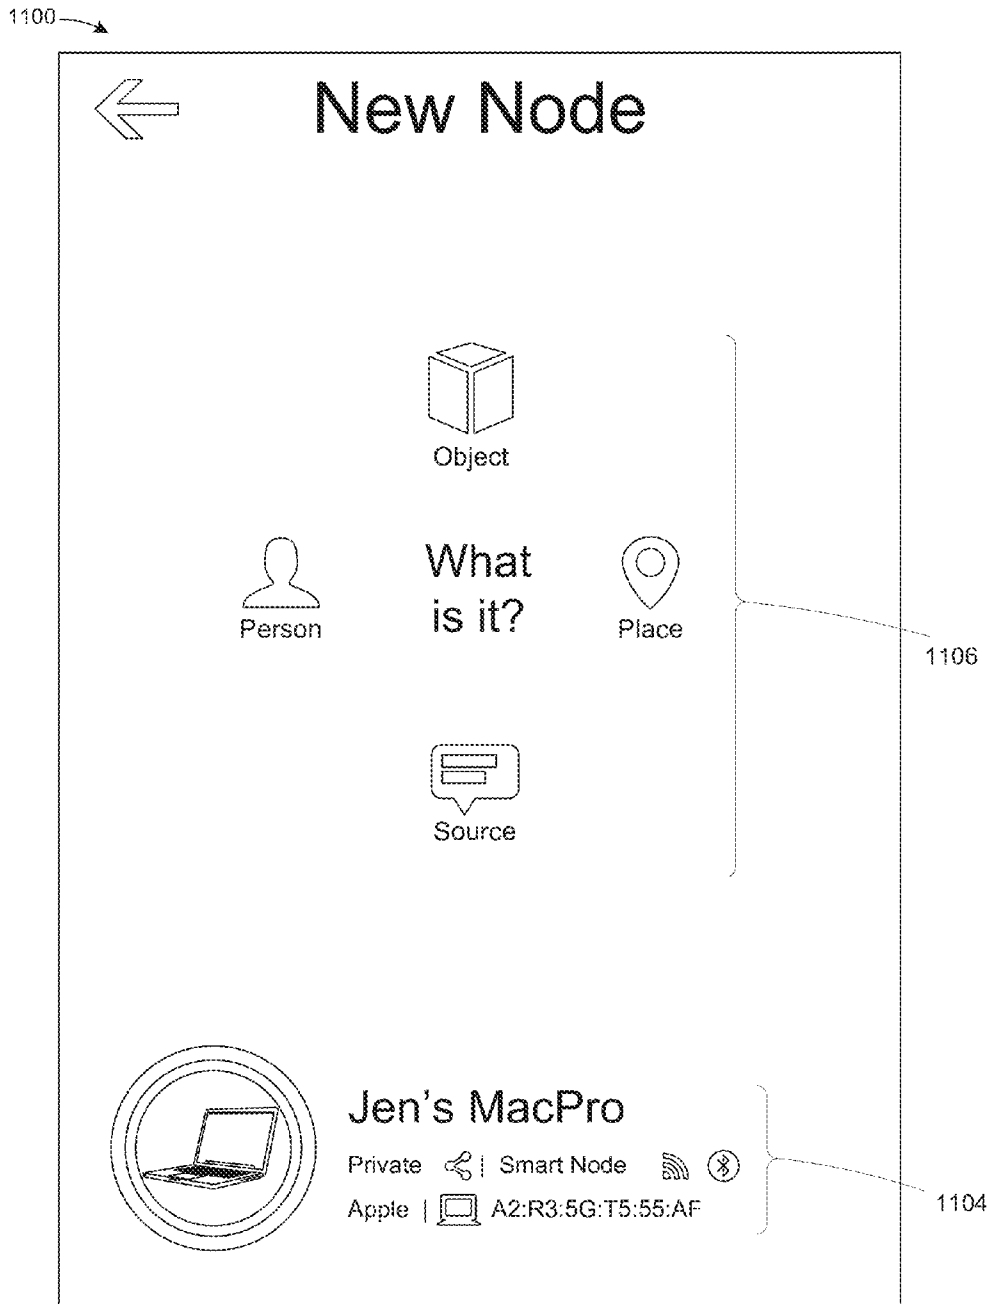 1100
New Node
Object
What
is it?
Person
Place
1106
Source
Jen's MacPro
Private | Smart Node
Apple | A2:R3:5G:T5:55:AF
1104